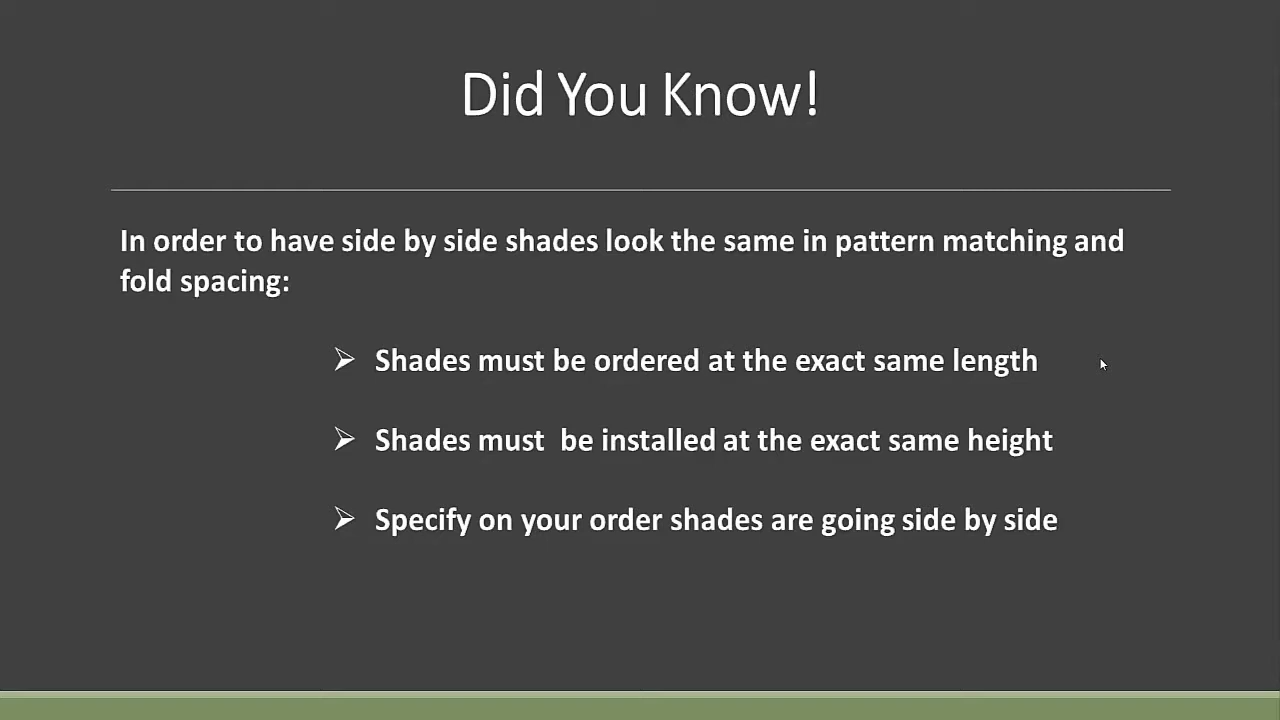 Did You Know!
In order to have side by side shades look the same in pattern matching and
fold spacing:
➢ Shades must be ordered at the exact same length
➢ Shades must  be installed at the exact same height
➢ Specify on your order shades are going side by side